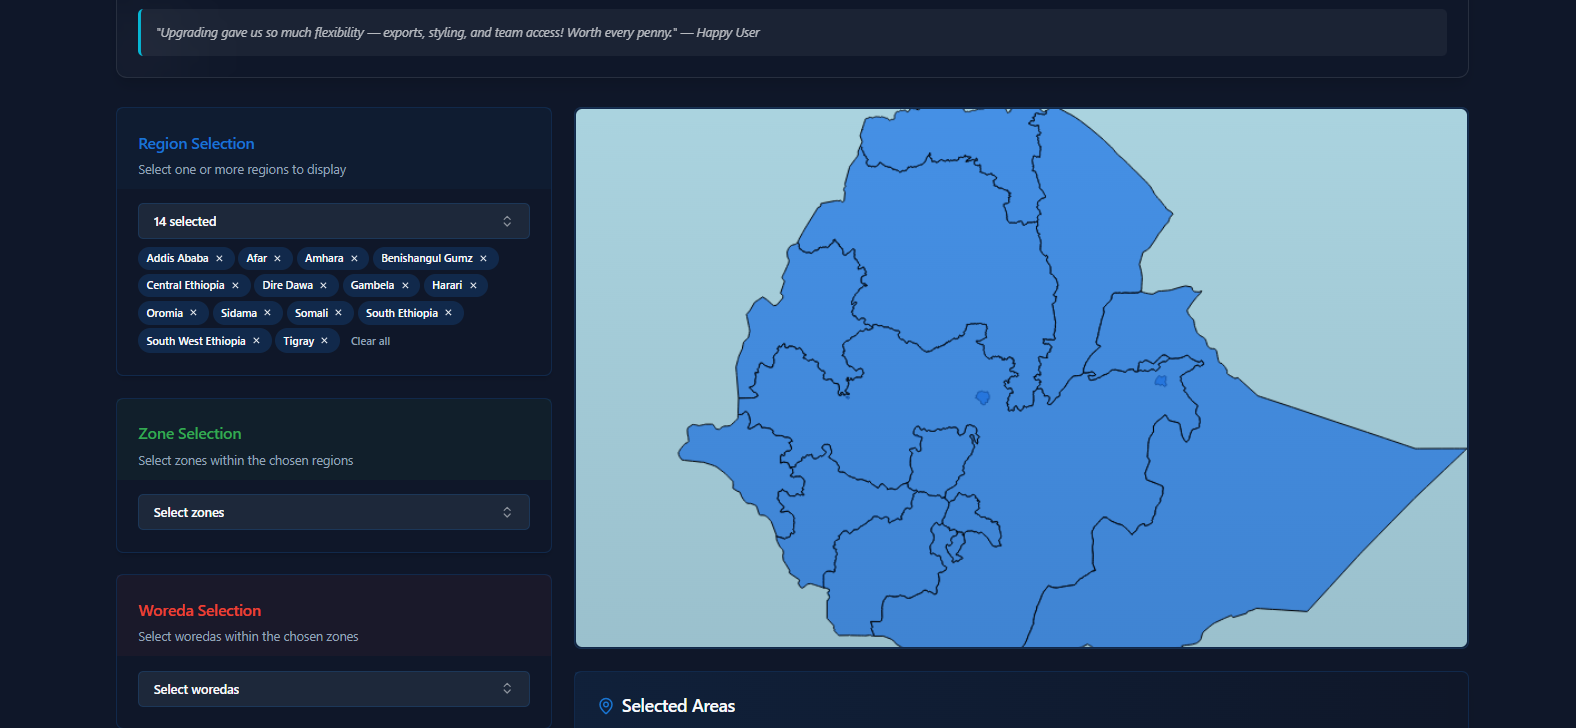 "Upgrading gave us so much flexibility — exports, styling, and team access! Worth every penny." — Happy User
Region Selection
Select one or more regions to display
14 selected
Addis Ababa × Afar × Amhara × Benishangul Gumz ×
Central Ethiopia × Dire Dawa × Gambela × Harari ×
Oromia × Sidama × Somali × South Ethiopia ×
South West Ethiopia × Tigray × Clear all
Zone Selection
Select zones within the chosen regions
Select zones
Woreda Selection
Select woredas within the chosen zones
Select woredas
Selected Areas